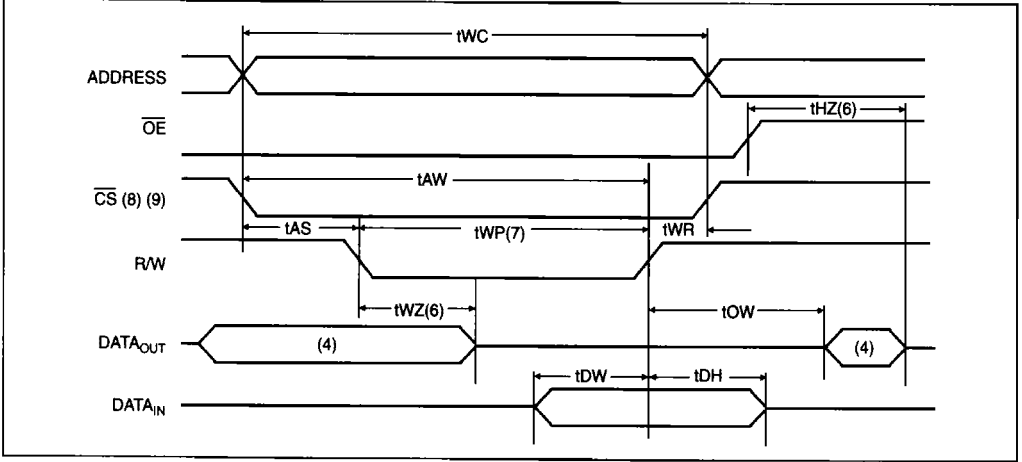 tWC
ADDRESS
tHZ(6)
OE
tAW
CS (8) (9)
tAS
tWP(7)
tWR
R/W
tWZ(6)
tOW
DATAOUT
(4)
(4)
tDW
tDH
DATAIN